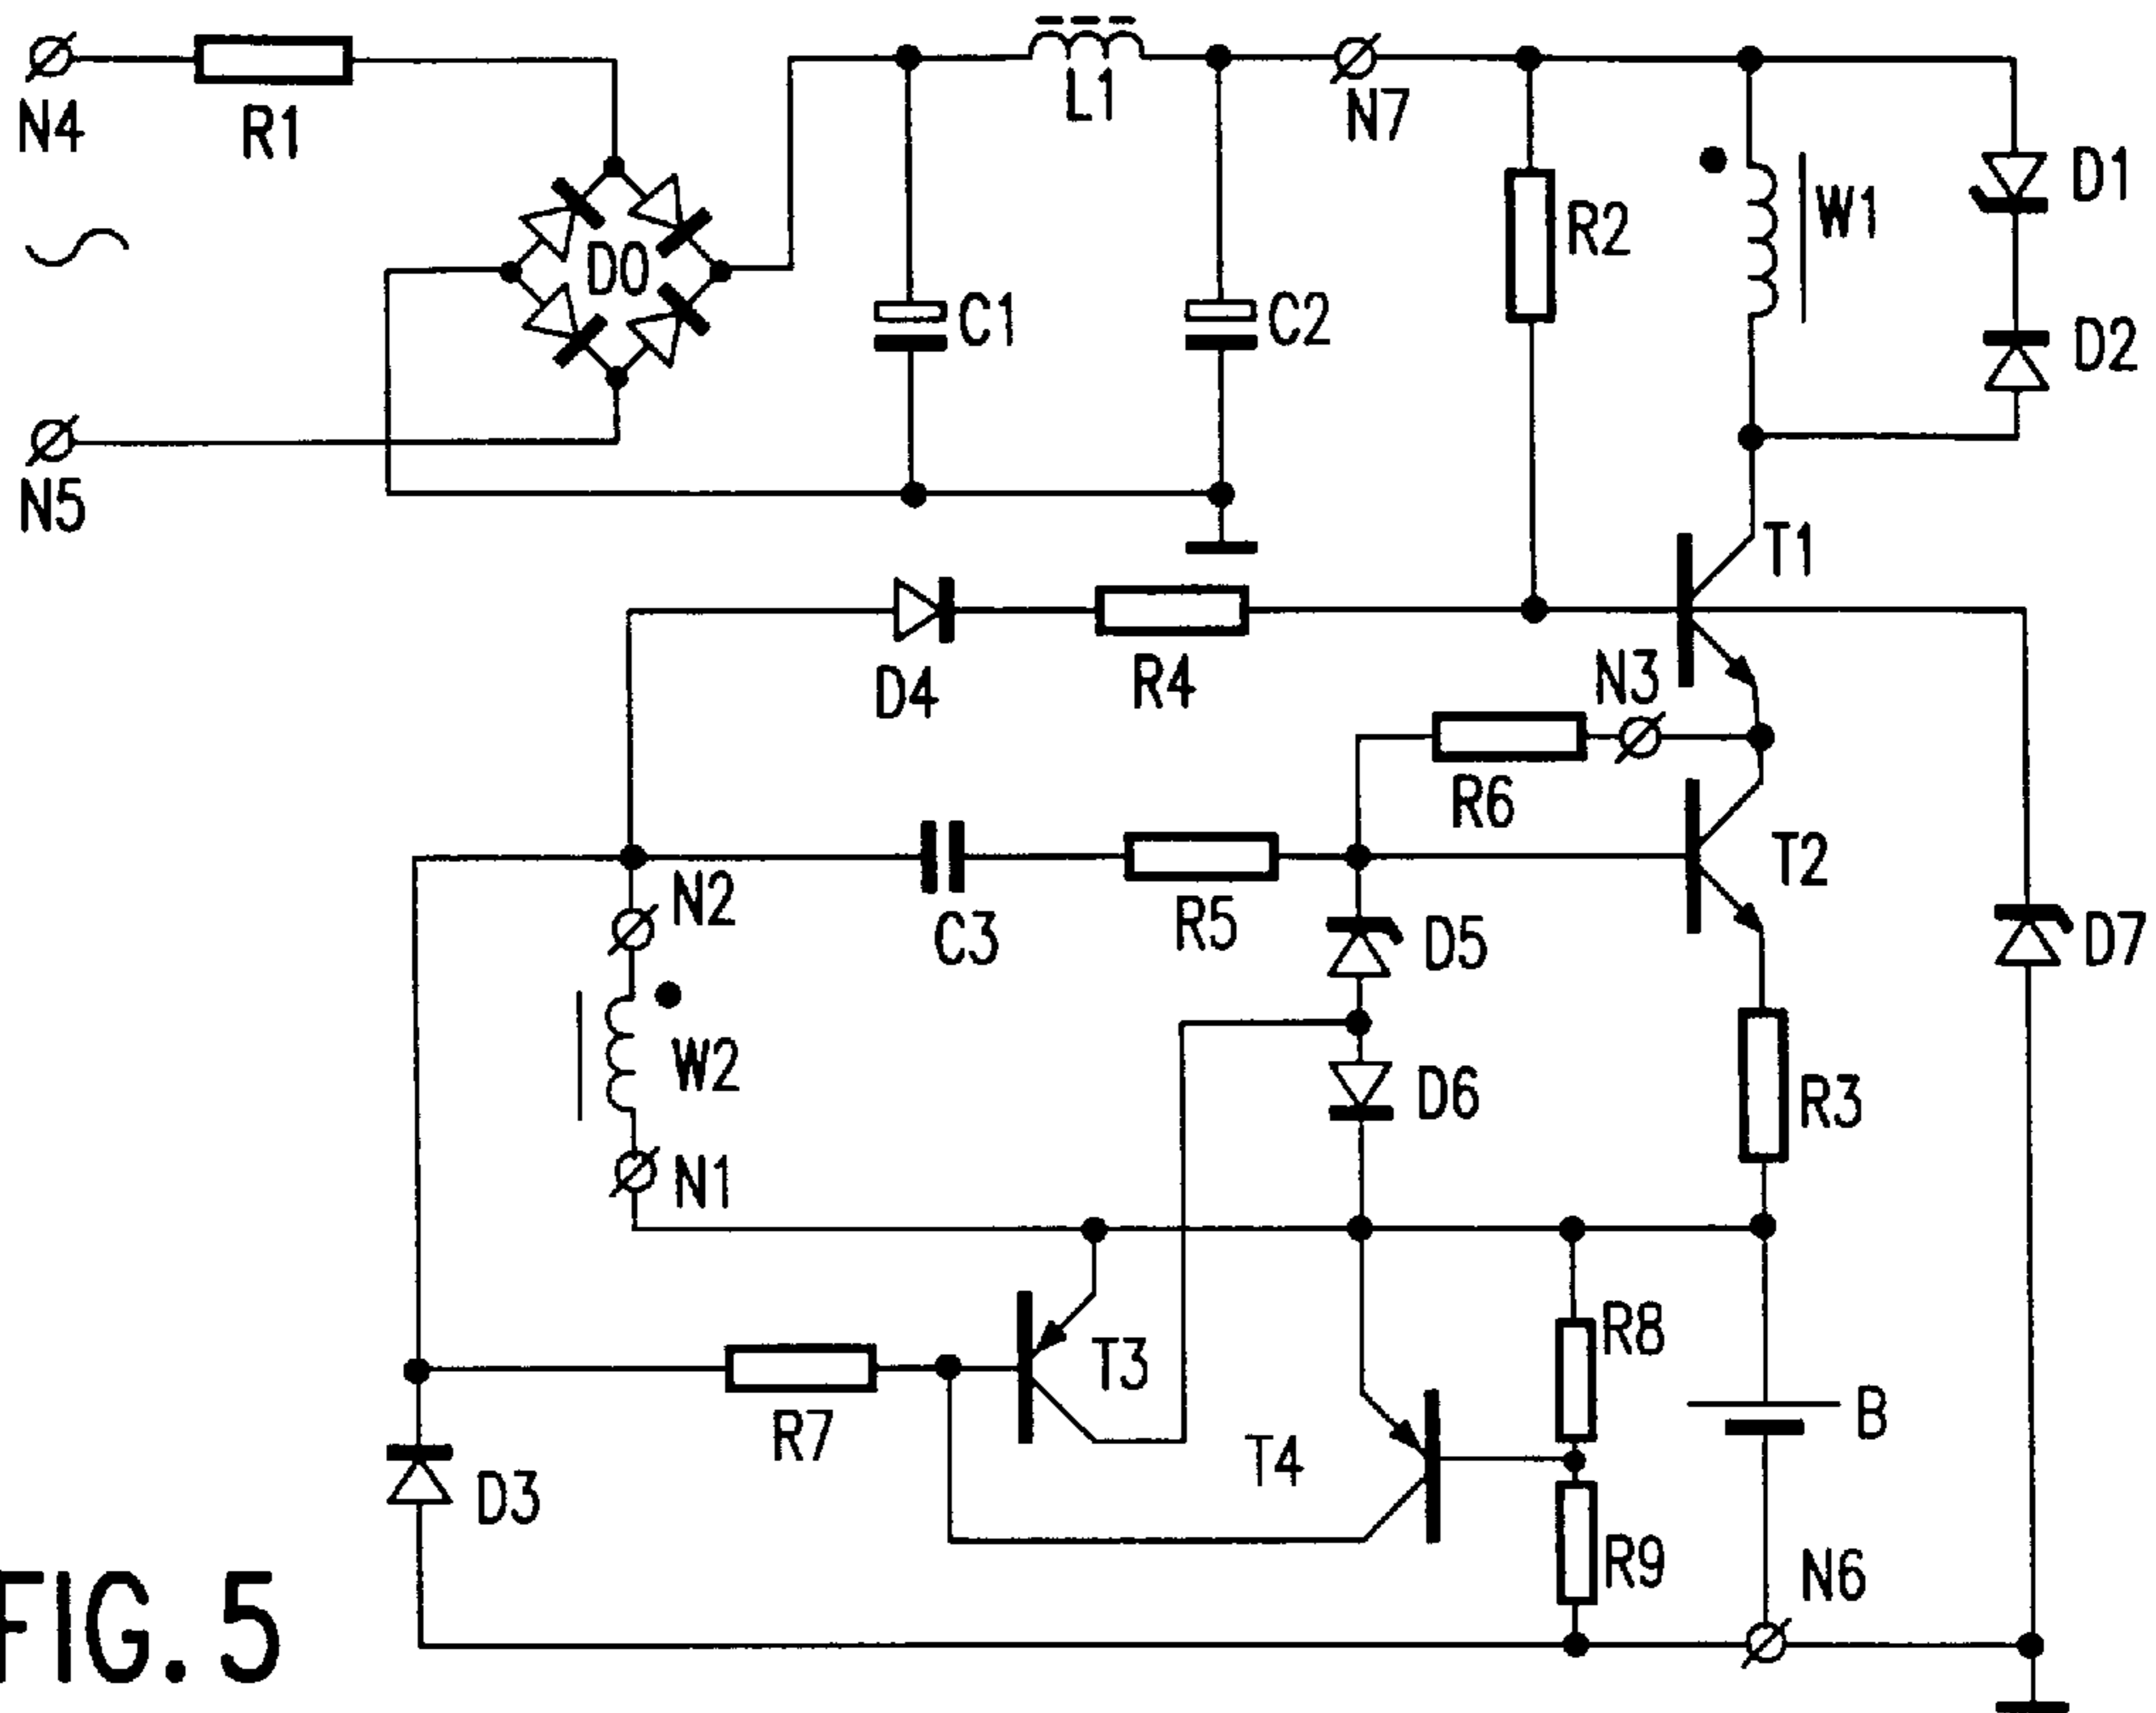 N4
R1
L1
N7
D1
W1
R2
D0
C1
C2
D2
N5
T1
D4
R4
N3
R6
T2
N2
C3
R5
D5
D7
W2
D6
R3
N1
R8
T3
B
R7
T4
D3
R9
N6
FIG. 5